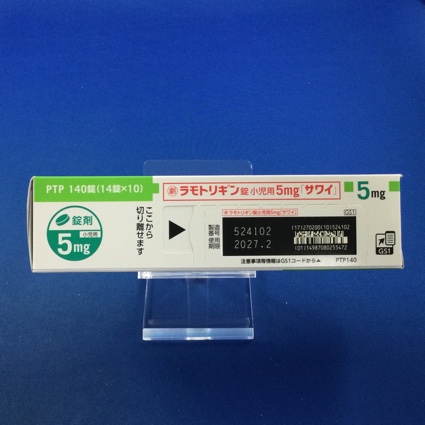 PTP 140錠(14錠×10)
錠剤
小児用
5mg
ここから
切り離せます
劇 ラモトリギン錠 小児用 5mg「サワイ」
5mg
劇 ラモトリギン錠小児用5mg「サワイ」
GS1
製造番号 524102
使用期限 2027.2
(17)270200(10)524102
(01)14987080255472
GS1
注意事項等情報はGS1コードから▲
PTP140